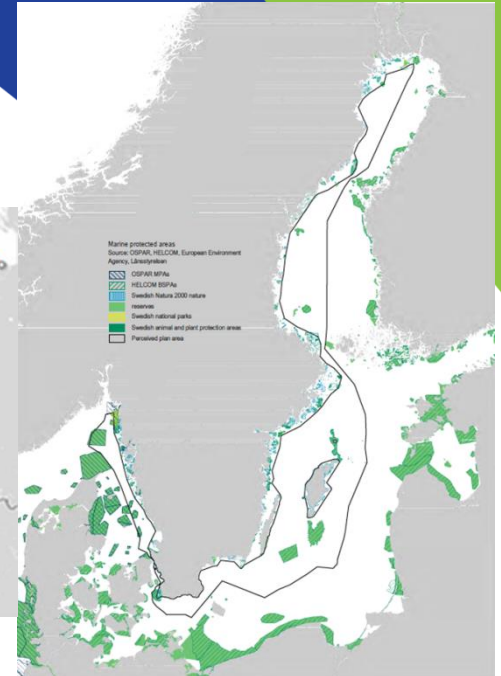 Marine protected areas
Source: OSPAR, HELCOM, European Environment
Agency, Länsstyrelsen
OSPAR MPAs
HELCOM BSPAs
Swedish Natura 2000 nature
reserves
Swedish national parks
Swedish animal and plant protection areas
Perceived plan area